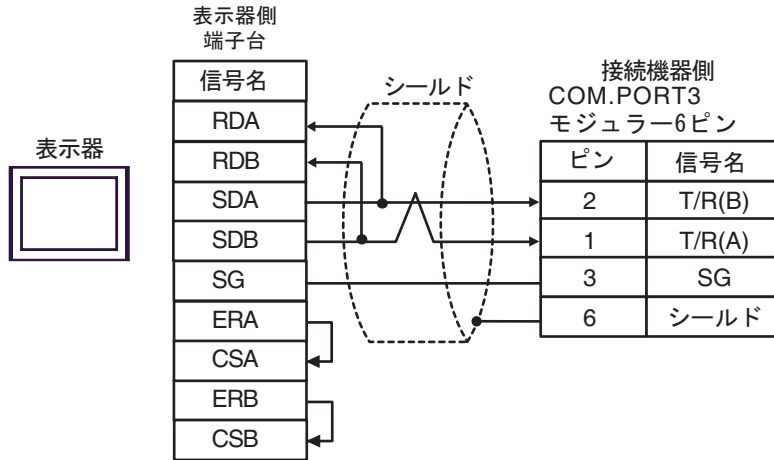 表示器
表示器側
端子台
信号名
RDA
RDB
SDA
SDB
SG
ERA
CSA
ERB
CSB
シールド
接続機器側
COM.PORT3
モジュラー6ピン
ピン 信号名
2 T/R(B)
1 T/R(A)
3 SG
6 シールド